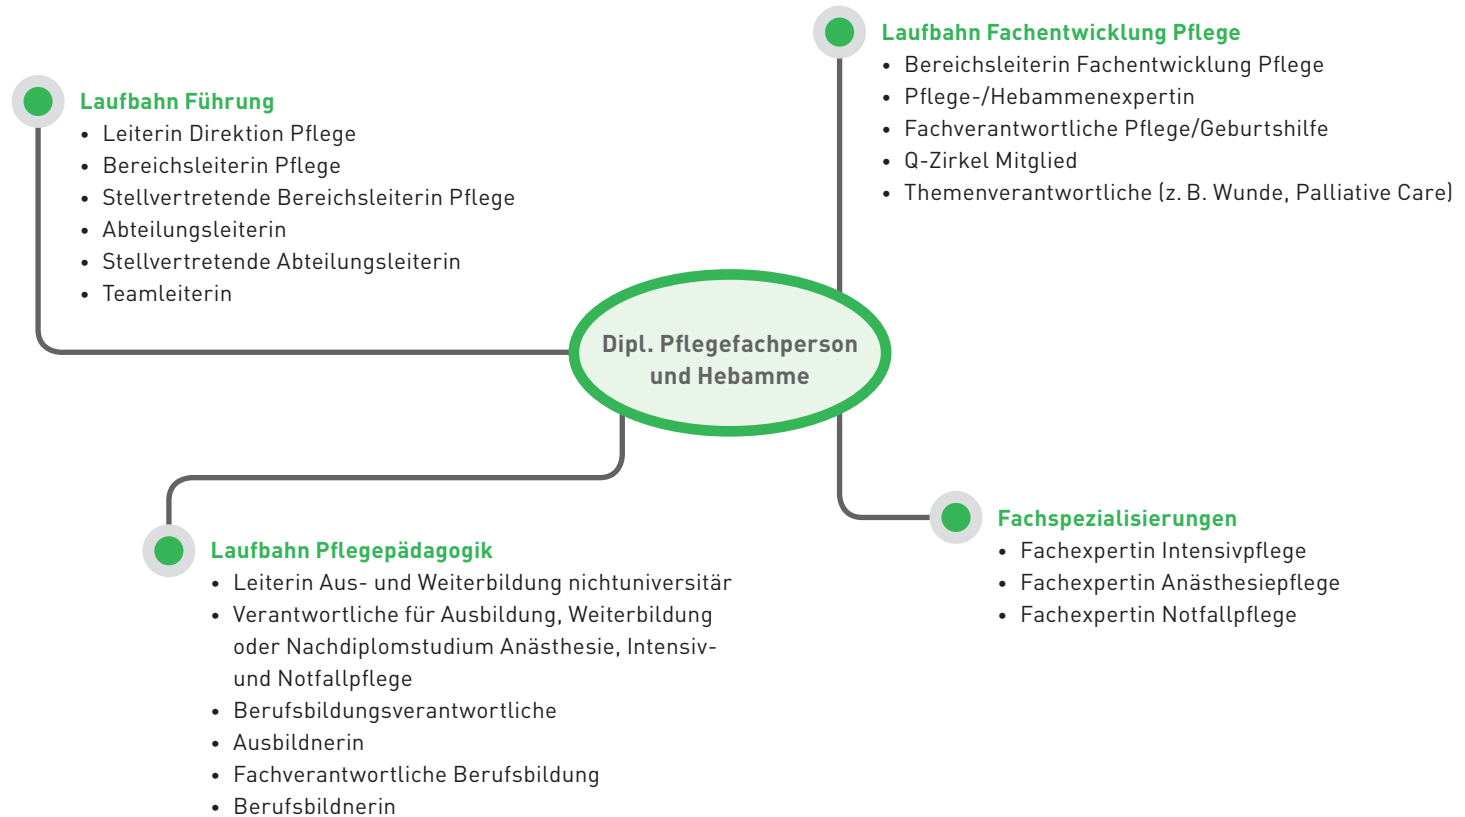 Laufbahn Führung
• Leiterin Direktion Pflege
• Bereichsleiterin Pflege
• Stellvertretende Bereichsleiterin Pflege
• Abteilungsleiterin
• Stellvertretende Abteilungsleiterin
• Teamleiterin
Laufbahn Fachentwicklung Pflege
• Bereichsleiterin Fachentwicklung Pflege
• Pflege-/Hebammenexpertin
• Fachverantwortliche Pflege/Geburtshilfe
• Q-Zirkel Mitglied
• Themenverantwortliche (z. B. Wunde, Palliative Care)
Dipl. Pflegefachperson
und Hebamme
Laufbahn Pflegepädagogik
• Leiterin Aus- und Weiterbildung nichtuniversitär
• Verantwortliche für Ausbildung, Weiterbildung
oder Nachdiplomstudium Anästhesie, Intensiv-
und Notfallpflege
• Berufsbildungsverantwortliche
• Ausbildnerin
• Fachverantwortliche Berufsbildung
• Berufsbildnerin
Fachspezialisierungen
• Fachexpertin Intensivpflege
• Fachexpertin Anästhesiepflege
• Fachexpertin Notfallpflege